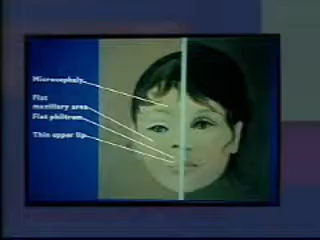 Microcephaly
Flat
maxillary area
Flat philtrum
Thin upper lip